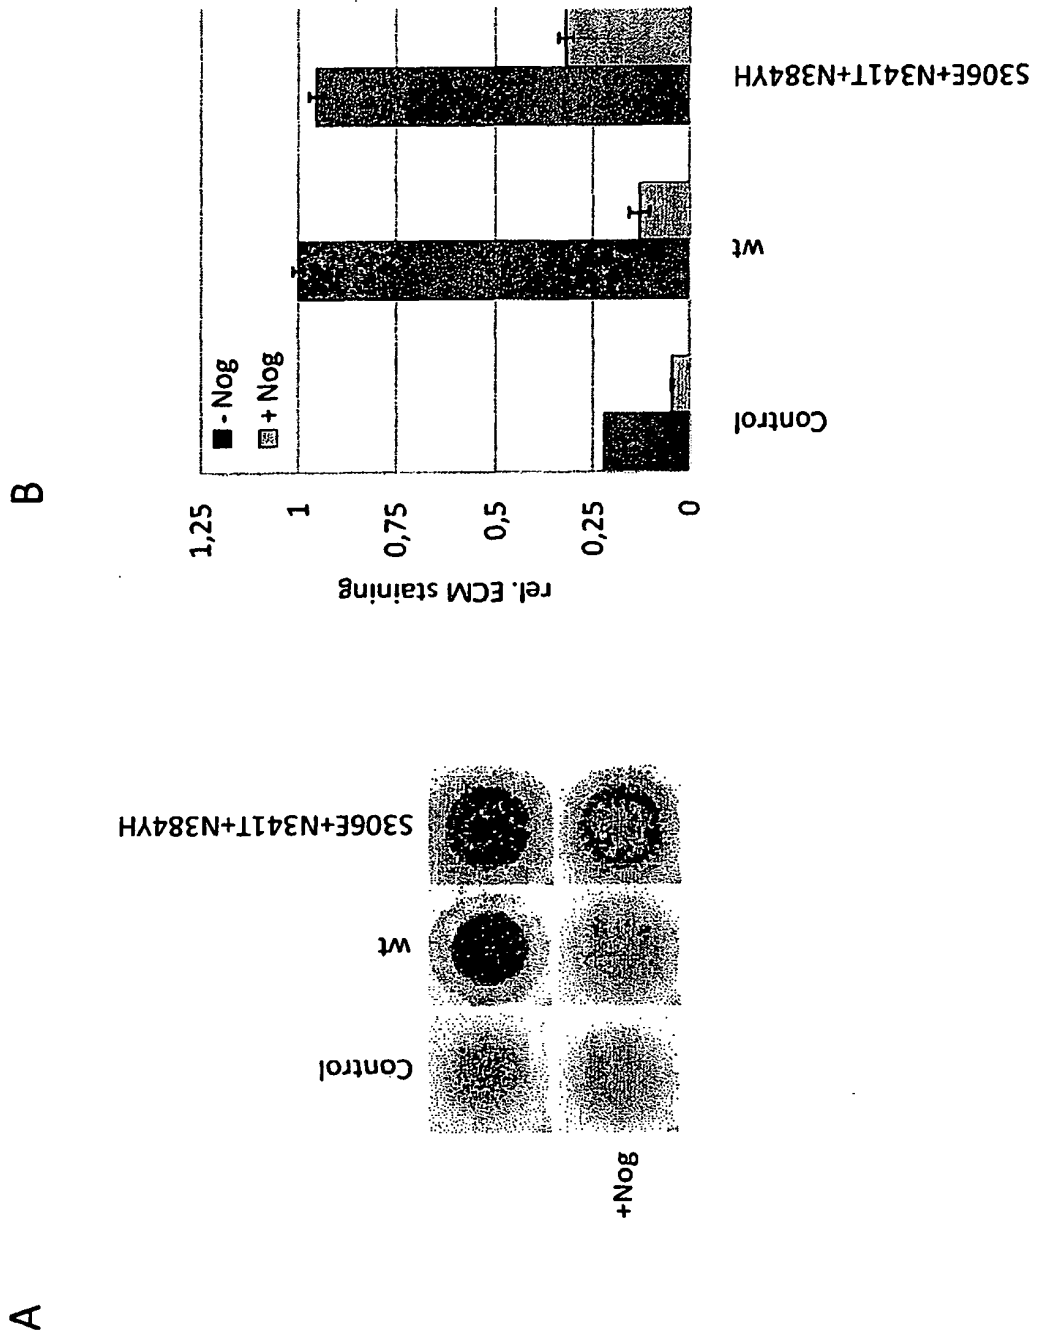 A
Control
wt
S306E+N341T+N384YH
+Nog
B
rel. ECM staining
1,25
1
0,75
0,5
0,25
0
- Nog
+ Nog
Control
wt
S306E+N341T+N384YH